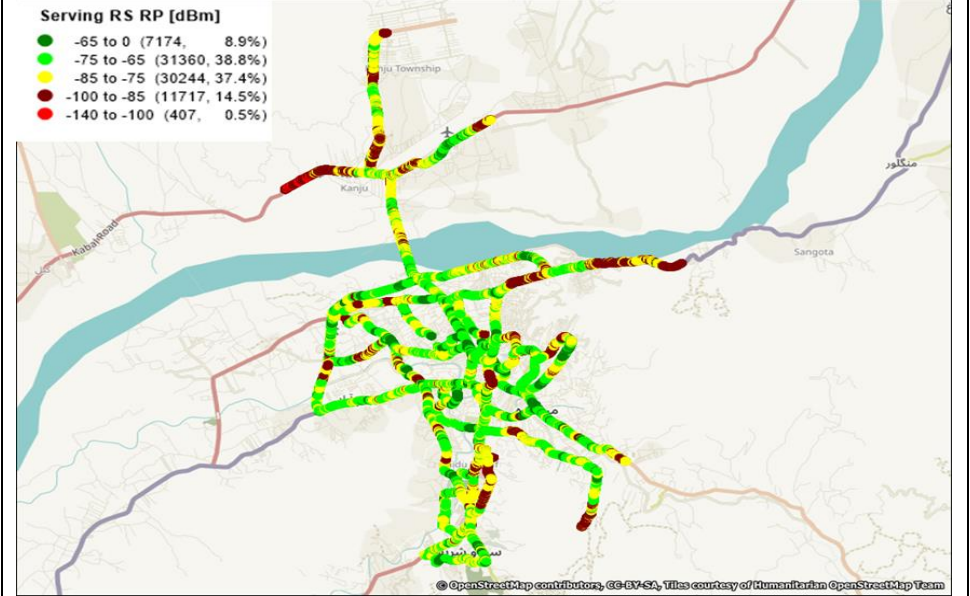 Serving RS RP [dBm]
-65 to 0 (7174, 8.9%)
-75 to -65 (31360, 38.8%)
-85 to -75 (30244, 37.4%)
-100 to -85 (11717, 14.5%)
-140 to -100 (407, 0.5%)
nju Township
منگلور
Kanju
Kabal Road
Sangota
© OpenStreetMap contributors, CC-BY-SA, Tiles courtesy of Humanitarian OpenStreetMap Team